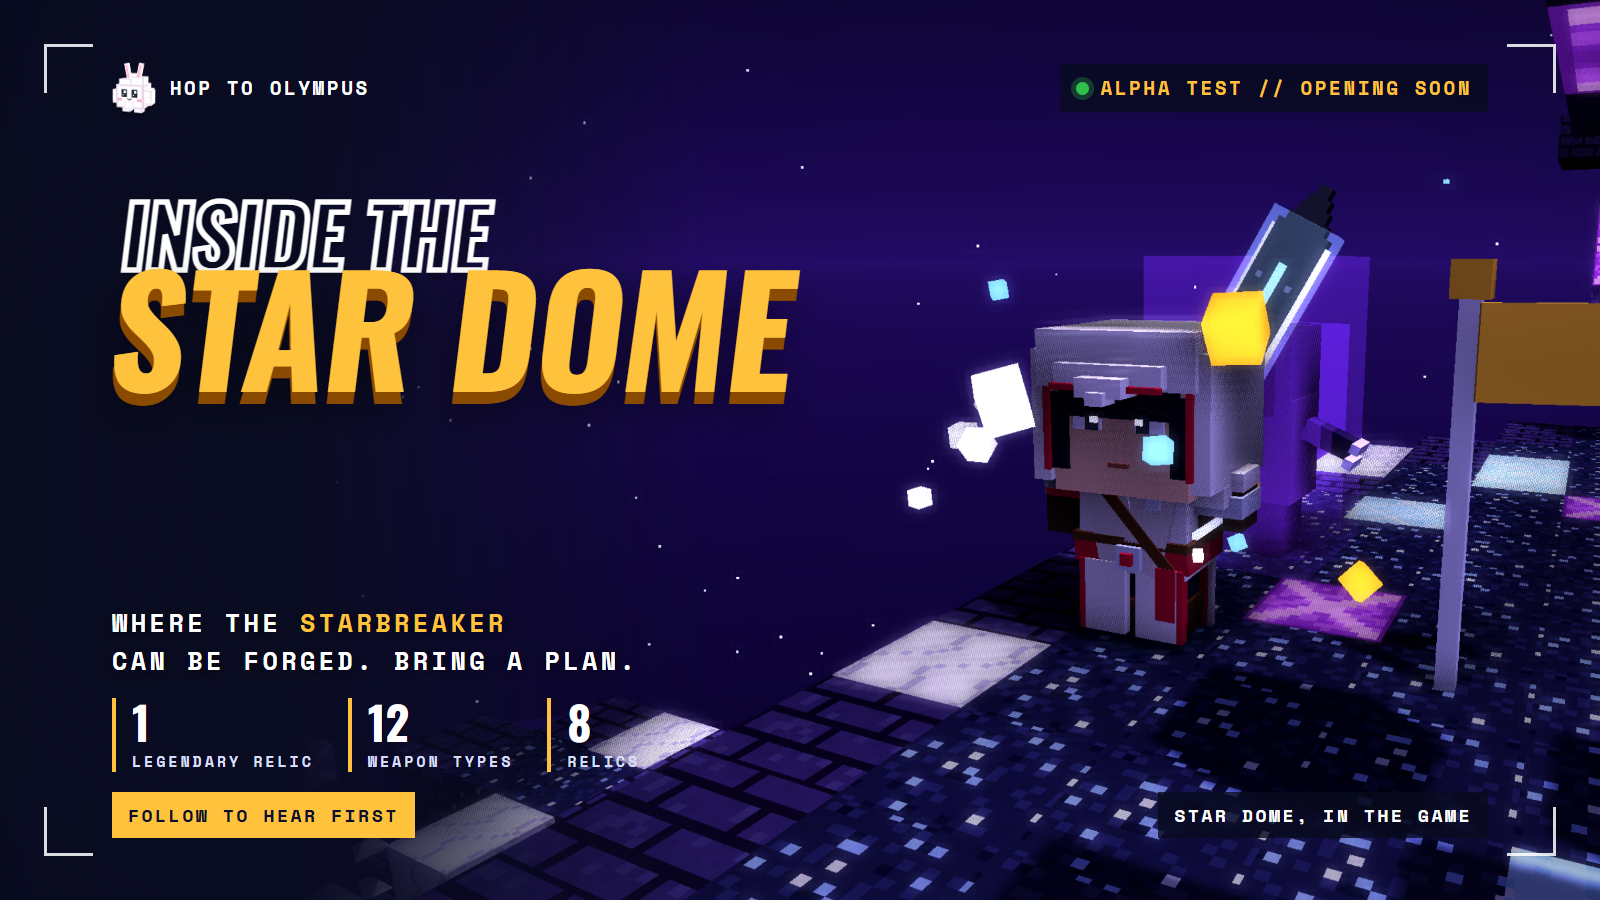 HOP TO OLYMPUS
ALPHA TEST // OPENING SOON
INSIDE THE
STAR DOME
WHERE THE STARBREAKER
CAN BE FORGED. BRING A PLAN.
1
LEGENDARY RELIC
12
WEAPON TYPES
8
RELICS
FOLLOW TO HEAR FIRST
STAR DOME, IN THE GAME